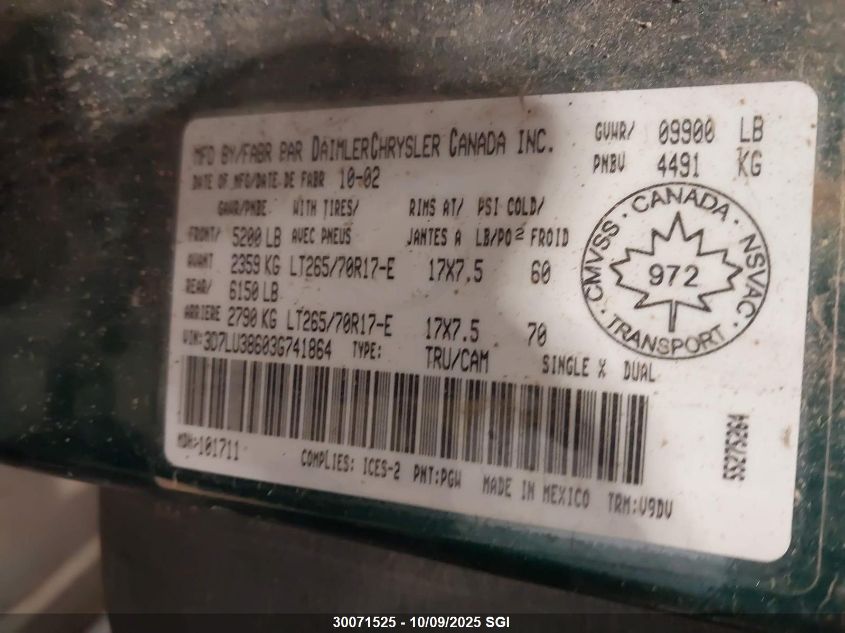 MFD BY/FABR PAR DAIMLERCHRYSLER CANADA INC.
GVWR/ 09900 LB
PNBV 4491 KG
DATE OF MFD/DATE DE FABR 10-02
GAWR/PNBE WITH TIRES/ RIMS AT/ PSI COLD/
FRONT/ 5200 LB AVEC PNEUS JANTES A LB/PO² FROID
AVANT 2359 KG LT265/70R17-E 17X7.5 60
REAR/ 6150 LB
ARRIERE 2790 KG LT265/70R17-E 17X7.5 70
VIN: 3D7LU38603G741864 TYPE: TRU/CAM SINGLE X DUAL
CMVSS · CANADA · NSVAC · TRANSPORT ·
972
MDH:101711
COMPLIES: ICES-2 PNT:PGW MADE IN MEXICO TRM:V9DV
30071525 - 10/09/2025 SGI